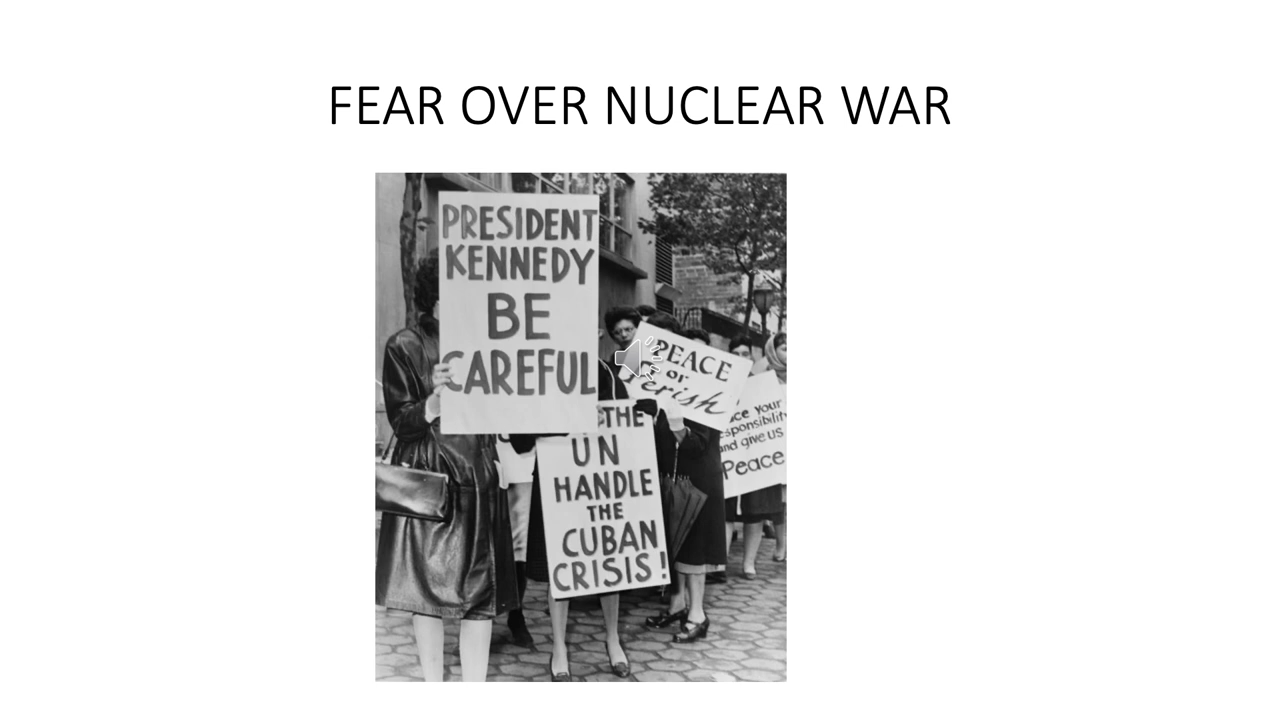 FEAR OVER NUCLEAR WAR
PRESIDENT
KENNEDY
BE
CAREFUL
PEACE
or
Perish
THE
UN
HANDLE
THE
CUBAN
CRISIS!
your
and give us
Peace